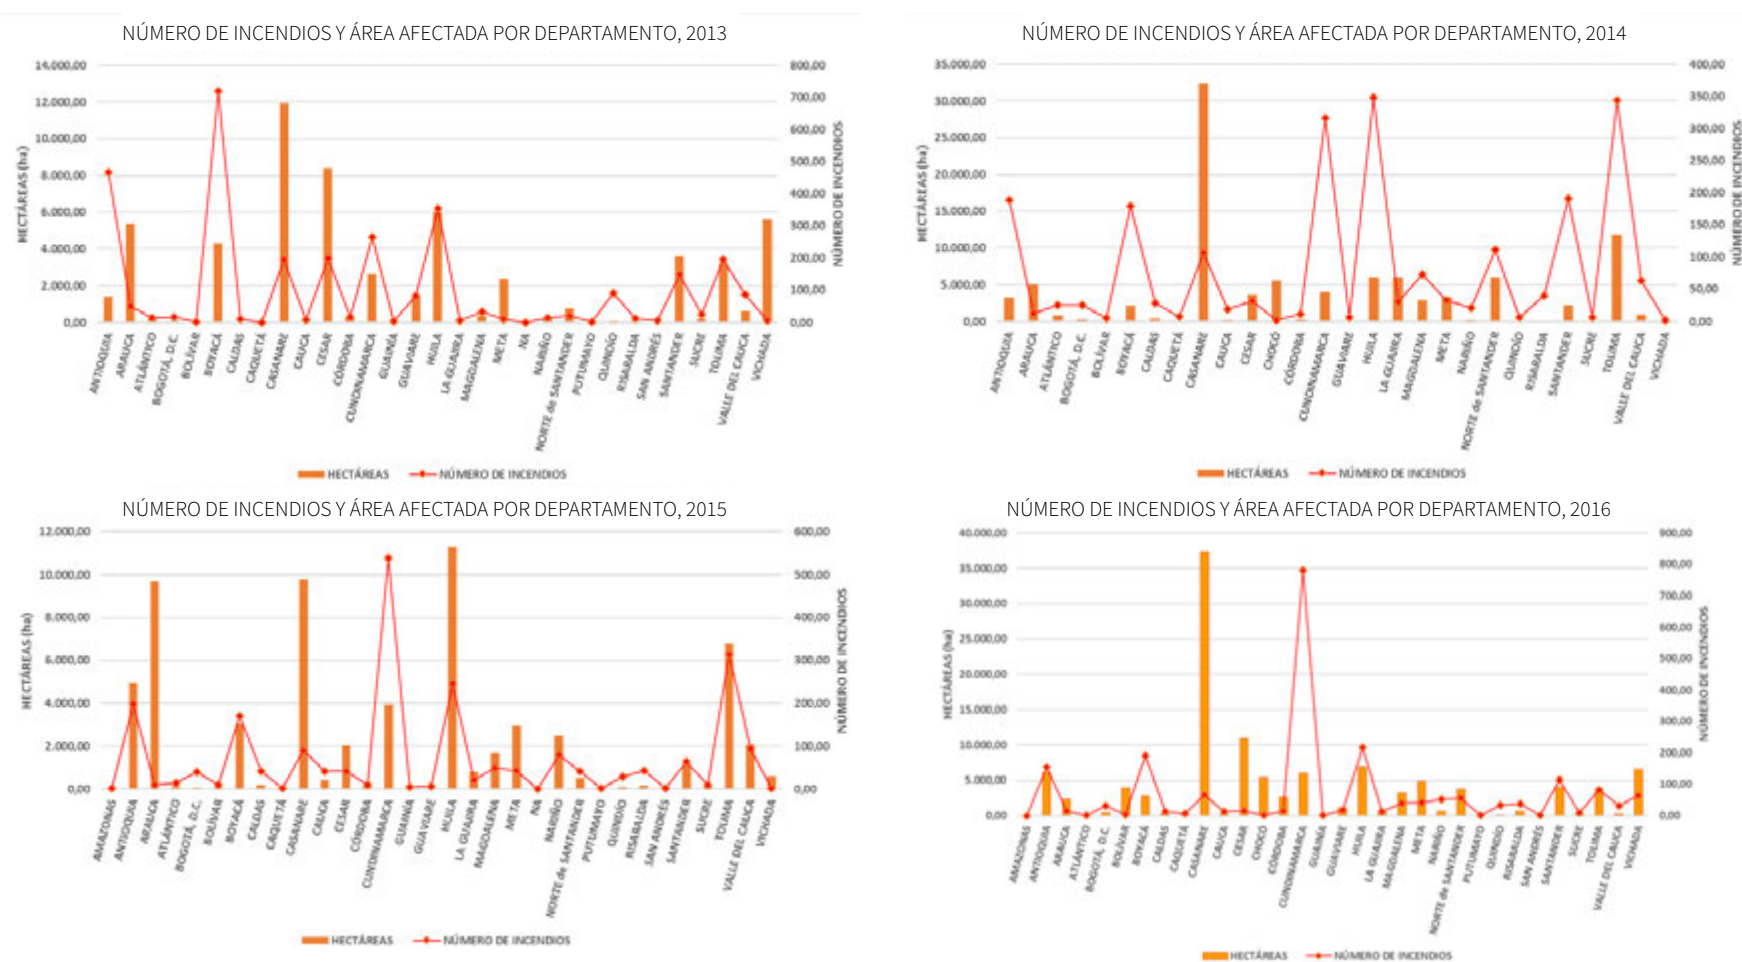 NÚMERO DE INCENDIOS Y ÁREA AFECTADA POR DEPARTAMENTO, 2013
14.000,00
12.000,00
10.000,00
8.000,00
6.000,00
4.000,00
2.000,00
0,00
HECTÁREAS (ha)
800,00
700,00
600,00
500,00
400,00
300,00
200,00
100,00
0,00
NÚMERO DE INCENDIOS
ANTIOQUIA
ARAUCA
ATLÁNTICO
BOGOTÁ, D.C.
BOLÍVAR
BOYACÁ
CALDAS
CAQUETÁ
CASANARE
CAUCA
CESAR
CÓRDOBA
CUNDINAMARCA
GUAINÍA
GUAVIARE
HUILA
LA GUAJIRA
MAGDALENA
META
NA
NARIÑO
NORTE de SANTANDER
PUTUMAYO
QUINDÍO
RISARALDA
SAN ANDRÉS
SANTANDER
SUCRE
TOLIMA
VALLE DEL CAUCA
VICHADA
HECTÁREAS
NÚMERO DE INCENDIOS
NÚMERO DE INCENDIOS Y ÁREA AFECTADA POR DEPARTAMENTO, 2014
35.000,00
30.000,00
25.000,00
20.000,00
15.000,00
10.000,00
5.000,00
0,00
HECTÁREAS (ha)
400,00
350,00
300,00
250,00
200,00
150,00
100,00
50,00
0,00
NÚMERO DE INCENDIOS
ANTIOQUIA
ARAUCA
ATLÁNTICO
BOGOTÁ, D.C.
BOLÍVAR
BOYACÁ
CALDAS
CAQUETÁ
CASANARE
CAUCA
CESAR
CHOCÓ
CÓRDOBA
CUNDINAMARCA
GUAVIARE
HUILA
LA GUAJIRA
MAGDALENA
META
NARIÑO
NORTE de SANTANDER
QUINDÍO
RISARALDA
SANTANDER
SUCRE
TOLIMA
VALLE DEL CAUCA
VICHADA
HECTÁREAS
NÚMERO DE INCENDIOS
NÚMERO DE INCENDIOS Y ÁREA AFECTADA POR DEPARTAMENTO, 2015
12.000,00
10.000,00
8.000,00
6.000,00
4.000,00
2.000,00
0,00
HECTÁREAS (ha)
600,00
500,00
400,00
300,00
200,00
100,00
0,00
NÚMERO DE INCENDIOS
AMAZONAS
ANTIOQUIA
ARAUCA
ATLÁNTICO
BOGOTÁ, D.C.
BOLÍVAR
BOYACÁ
CALDAS
CAQUETÁ
CASANARE
CAUCA
CESAR
CÓRDOBA
CUNDINAMARCA
GUAINÍA
GUAVIARE
HUILA
LA GUAJIRA
MAGDALENA
META
NA
NARIÑO
NORTE de SANTANDER
PUTUMAYO
QUINDÍO
RISARALDA
SAN ANDRÉS
SANTANDER
SUCRE
TOLIMA
VALLE DEL CAUCA
VICHADA
HECTÁREAS
NÚMERO DE INCENDIOS
NÚMERO DE INCENDIOS Y ÁREA AFECTADA POR DEPARTAMENTO, 2016
40.000,00
35.000,00
30.000,00
25.000,00
20.000,00
15.000,00
10.000,00
5.000,00
0,00
HECTÁREAS (ha)
900,00
800,00
700,00
600,00
500,00
400,00
300,00
200,00
100,00
0,00
NÚMERO DE INCENDIOS
AMAZONAS
ANTIOQUIA
ARAUCA
ATLÁNTICO
BOGOTÁ, D.C.
BOLÍVAR
BOYACÁ
CALDAS
CAQUETÁ
CASANARE
CAUCA
CESAR
CHOCÓ
CÓRDOBA
CUNDINAMARCA
GUAINÍA
GUAVIARE
HUILA
LA GUAJIRA
MAGDALENA
META
NARIÑO
NORTE de SANTANDER
PUTUMAYO
QUINDÍO
RISARALDA
SAN ANDRÉS
SANTANDER
SUCRE
TOLIMA
VALLE DEL CAUCA
VICHADA
HECTÁREAS
NÚMERO DE INCENDIOS